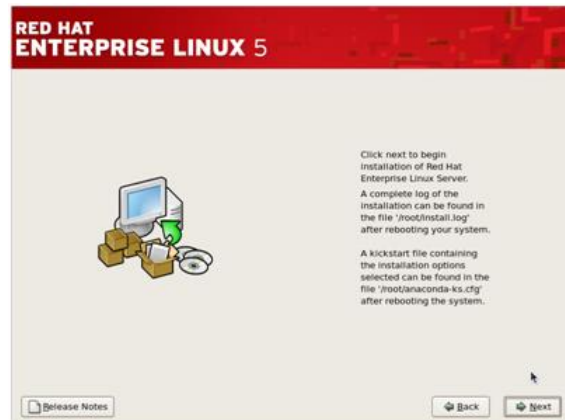 RED HAT
ENTERPRISE LINUX 5
Click next to begin
installation of Red Hat
Enterprise Linux Server.
A complete log of the
installation can be found in
the file '/root/install.log'
after rebooting your system.
A kickstart file containing
the installation options
selected can be found in the
file '/root/anaconda-ks.cfg'
after rebooting the system.
Release Notes
Back
Next